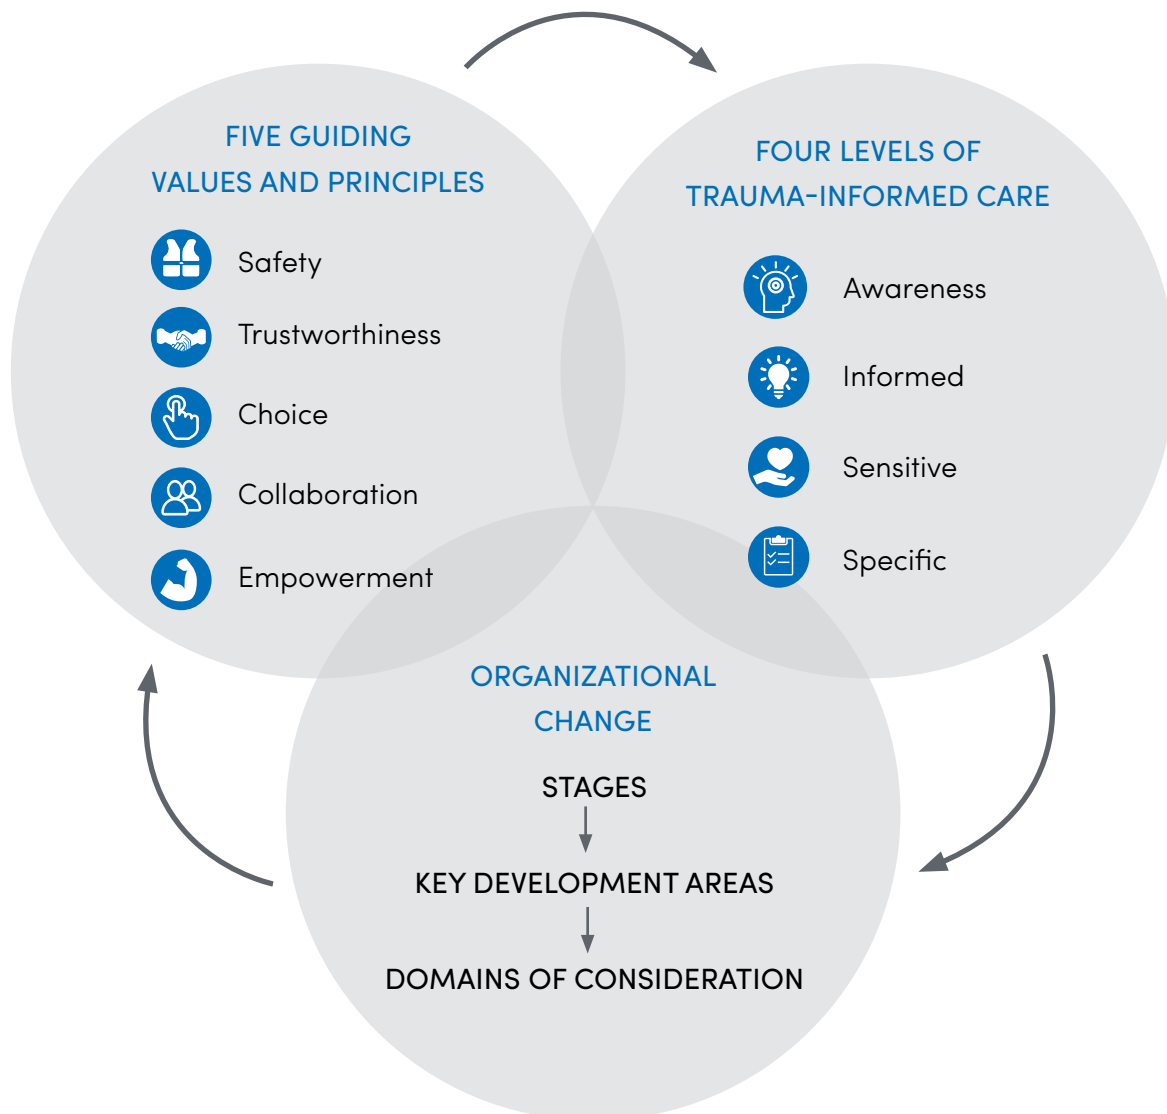 FIVE GUIDING
VALUES AND PRINCIPLES
Safety
Trustworthiness
Choice
Collaboration
Empowerment
FOUR LEVELS OF
TRAUMA-INFORMED CARE
Awareness
Informed
Sensitive
Specific
ORGANIZATIONAL
CHANGE
STAGES
KEY DEVELOPMENT AREAS
DOMAINS OF CONSIDERATION